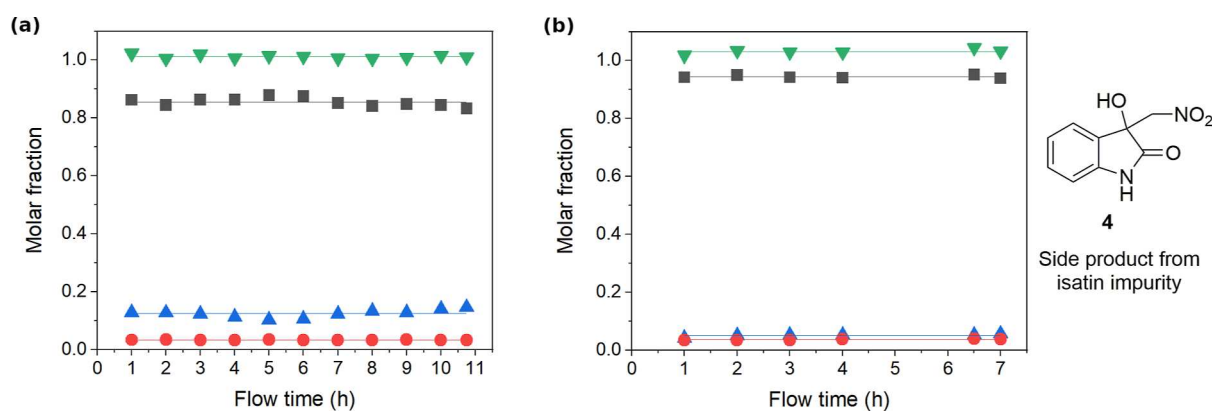 (a)
Molar fraction
1.0
0.8
0.6
0.4
0.2
0.0
0 1 2 3 4 5 6 7 8 9 10 11
Flow time (h)
(b)
Molar fraction
1.0
0.8
0.6
0.4
0.2
0.0
0 1 2 3 4 5 6 7
Flow time (h)
HO
NO2
O
N
H
4
Side product from
isatin impurity